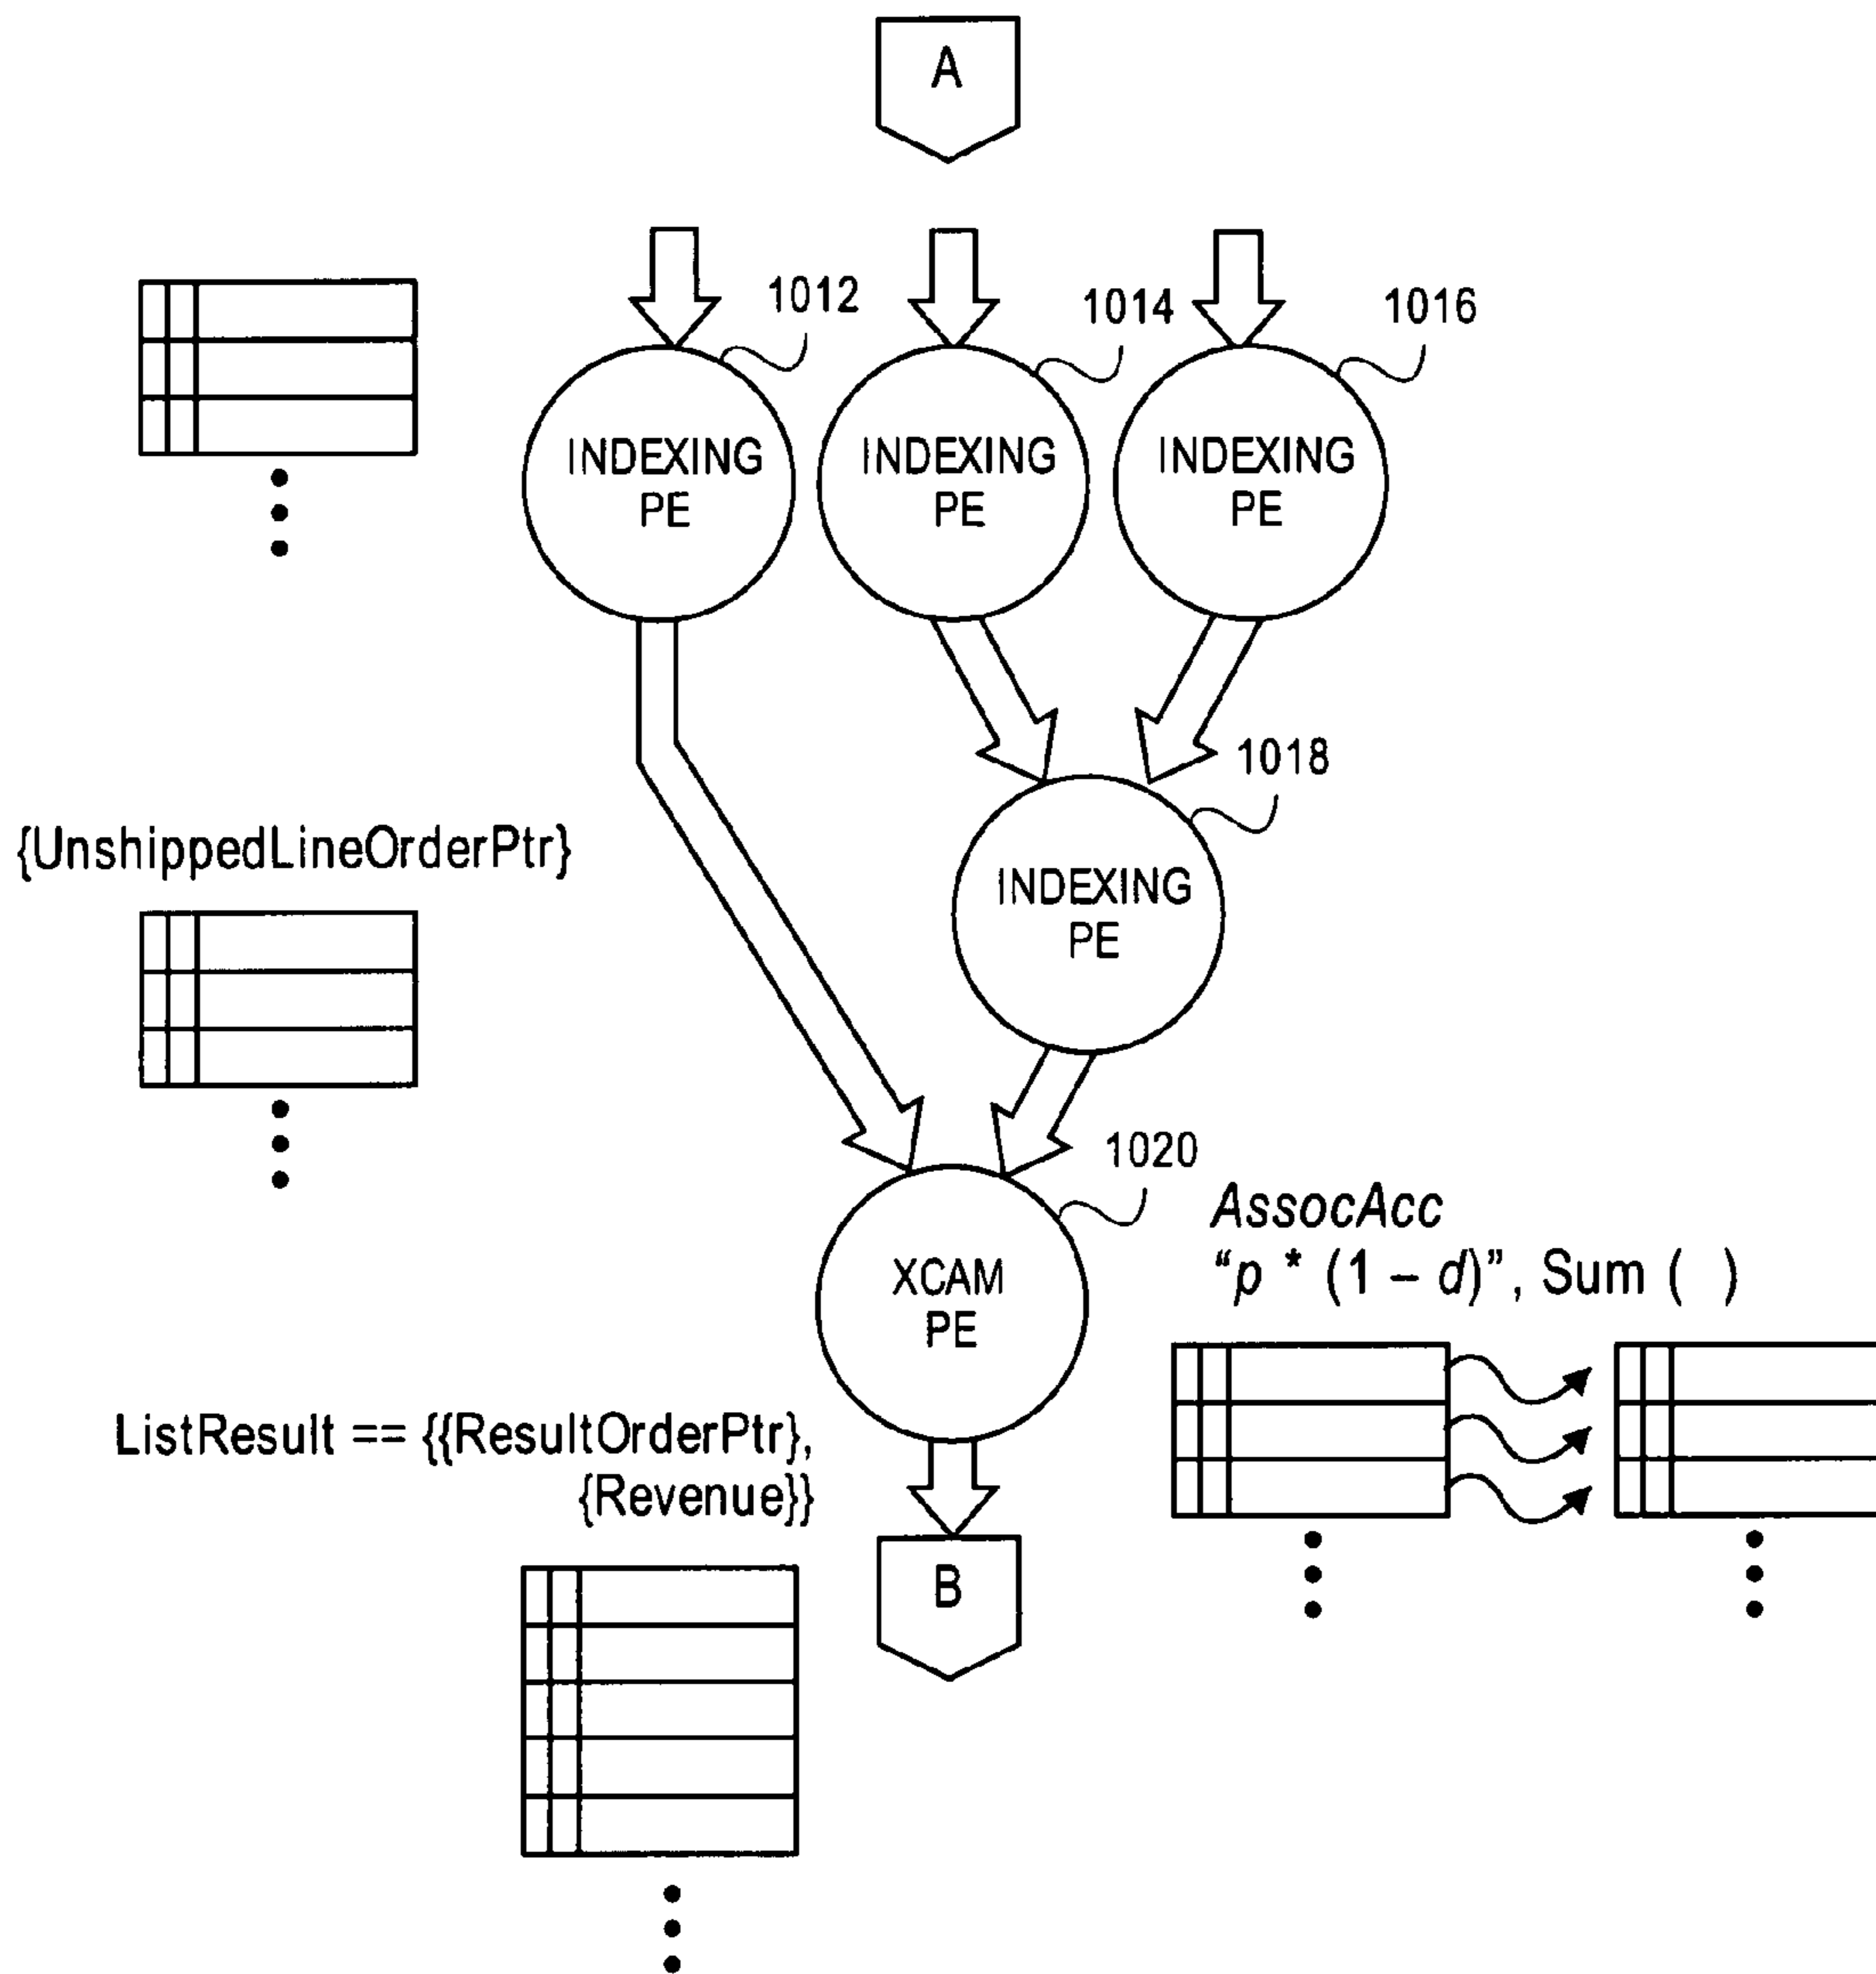 A
1012
1014
1016
INDEXING
PE
INDEXING
PE
INDEXING
PE
1018
{UnshippedLineOrderPtr}
INDEXING
PE
1020
AssocAcc
“p * (1 – d)”, Sum ( )
XCAM
PE
ListResult == {{ResultOrderPtr},
{Revenue}}
B